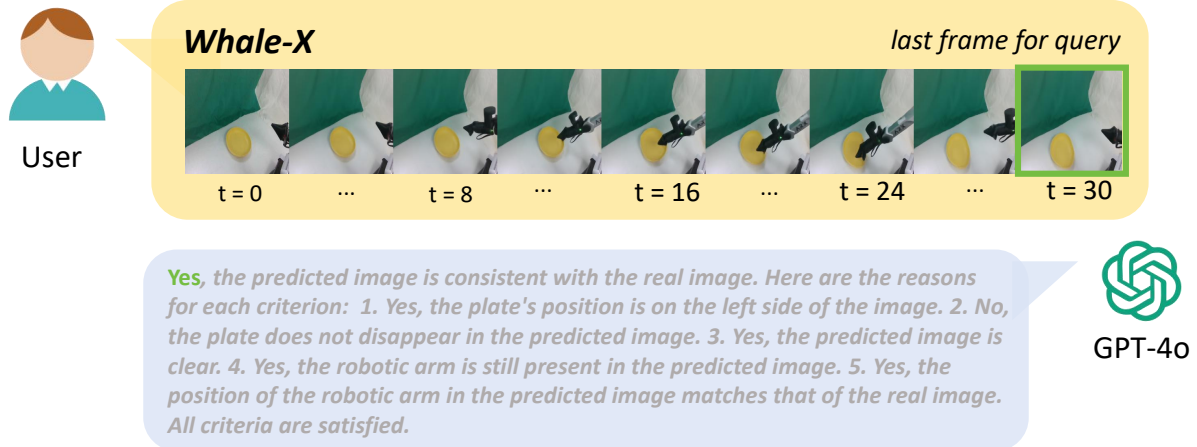 Whale-X
last frame for query
User
t = 0 ... t = 8 ... t = 16 ... t = 24 ... t = 30
Yes, the predicted image is consistent with the real image. Here are the reasons
for each criterion: 1. Yes, the plate's position is on the left side of the image. 2. No,
the plate does not disappear in the predicted image. 3. Yes, the predicted image is
clear. 4. Yes, the robotic arm is still present in the predicted image. 5. Yes, the
position of the robotic arm in the predicted image matches that of the real image.
All criteria are satisfied.
GPT-4o